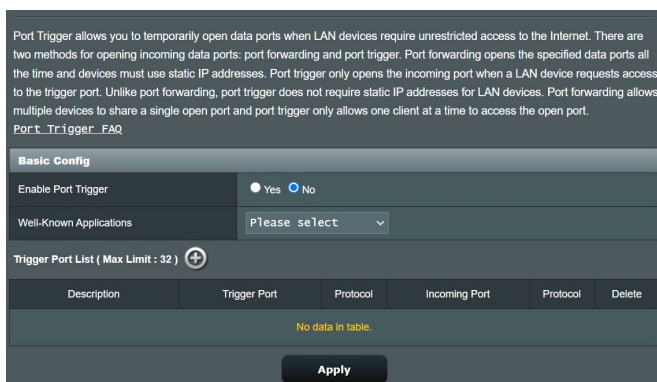 Port Trigger allows you to temporarily open data ports when LAN devices require unrestricted access to the Internet. There are
two methods for opening incoming data ports: port forwarding and port trigger. Port forwarding opens the specified data ports all
the time and devices must use static IP addresses. Port trigger only opens the incoming port when a LAN device requests access
to the trigger port. Unlike port forwarding, port trigger does not require static IP addresses for LAN devices. Port forwarding allows
multiple devices to share a single open port and port trigger only allows one client at a time to access the open port.
Port Trigger FAQ
Basic Config
Enable Port Trigger Yes No
Well-Known Applications Please select
Trigger Port List ( Max Limit : 32 )
Description Trigger Port Protocol Incoming Port Protocol Delete
No data in table.
Apply